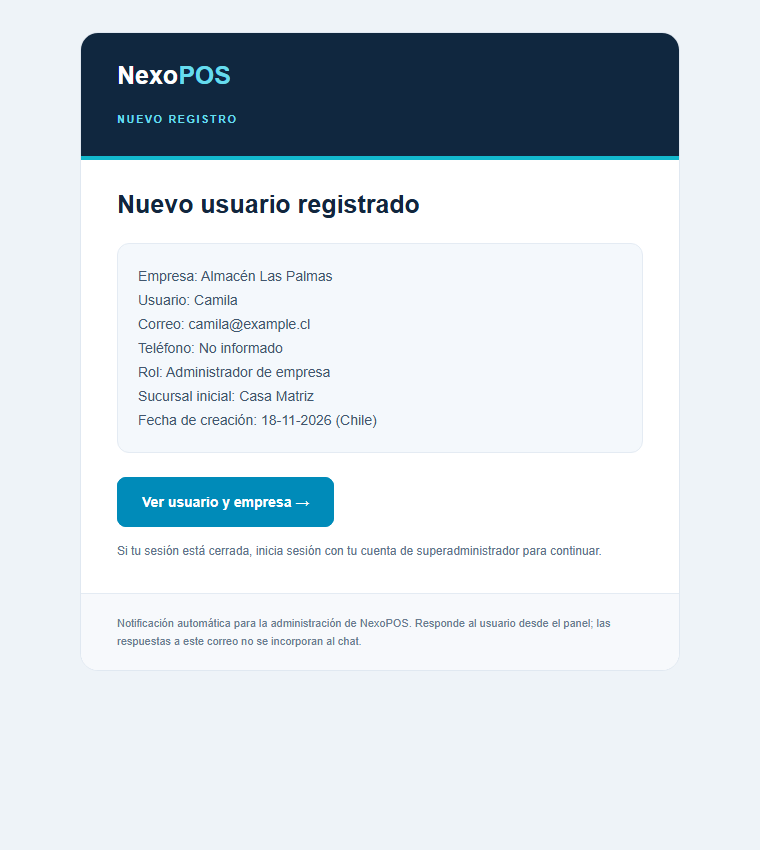 NexoPOS
NUEVO REGISTRO
Nuevo usuario registrado
Empresa: Almacén Las Palmas
Usuario: Camila
Correo: camila@example.cl
Teléfono: No informado
Rol: Administrador de empresa
Sucursal inicial: Casa Matriz
Fecha de creación: 18-11-2026 (Chile)
Ver usuario y empresa →
Si tu sesión está cerrada, inicia sesión con tu cuenta de superadministrador para continuar.
Notificación automática para la administración de NexoPOS. Responde al usuario desde el panel; las
respuestas a este correo no se incorporan al chat.